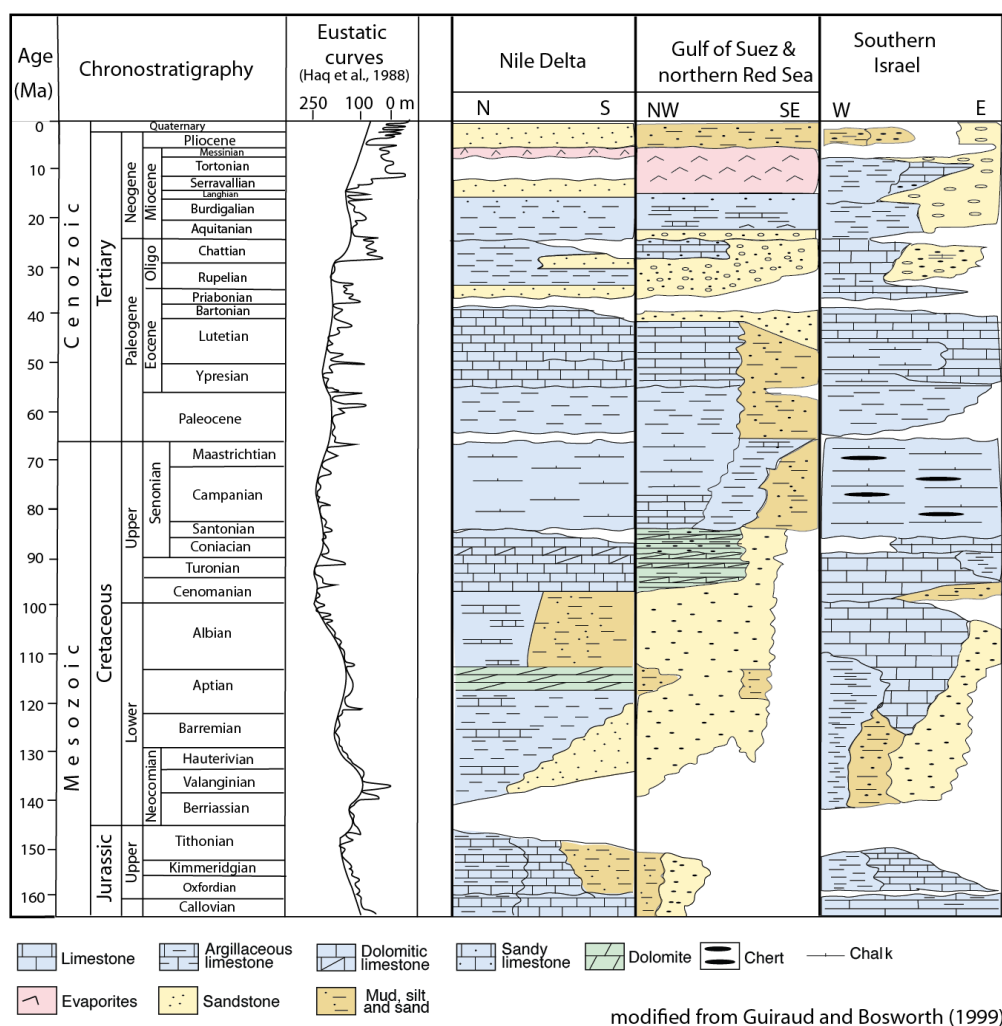 Age
(Ma)
Chronostratigraphy
Eustatic
curves
(Haq et al., 1988)
250 100 0 m
Nile Delta
N S
Gulf of Suez &
northern Red Sea
NW SE
Southern
Israel
W E
0
10
20
30
40
50
60
70
80
90
100
110
120
130
140
150
160
Cenozoic
Mesozoic
Tertiary
Cretaceous
Jurassic
Neogene
Paleogene
Upper
Lower
Upper
Miocene
Oligo
Eocene
Senonian
Neocomian
Quaternary
Pliocene
Messinian
Tortonian
Serravallian
Langhian
Burdigalian
Aquitanian
Chattian
Rupelian
Priabonian
Bartonian
Lutetian
Ypresian
Paleocene
Maastrichtian
Campanian
Santonian
Coniacian
Turonian
Cenomanian
Albian
Aptian
Barremian
Hauterivian
Valanginian
Berriassian
Tithonian
Kimmeridgian
Oxfordian
Callovian
Limestone
Argillaceous
limestone
Dolomitic
limestone
Sandy
limestone
Dolomite
Chert
Chalk
Evaporites
Sandstone
Mud, silt
and sand
modified from Guiraud and Bosworth (1999)